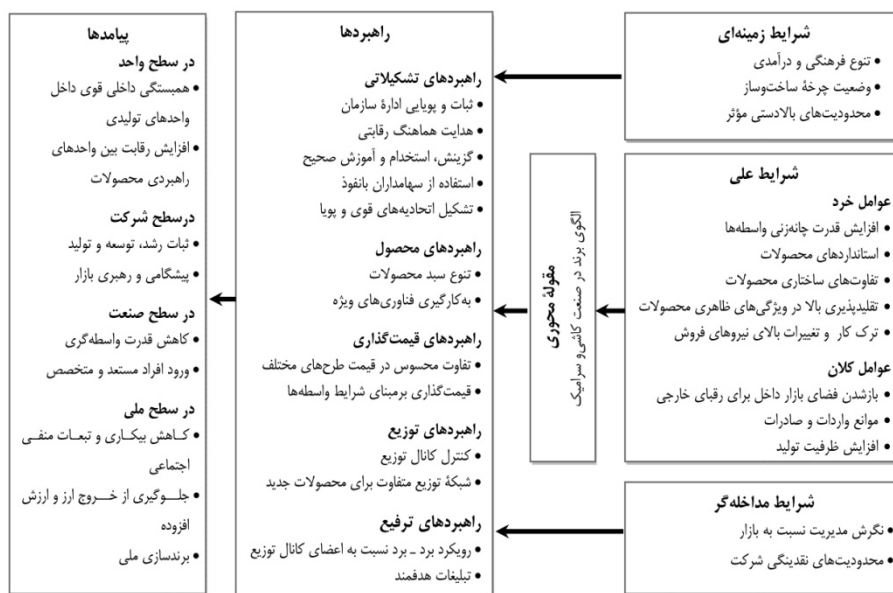 شرایط زمینه‌ای
• تنوع فرهنگی و درآمدی
• وضعیت چرخهٔ ساخت‌وساز
• محدودیت‌های بالادستی مؤثر
شرایط علی
عوامل خرد
• افزایش قدرت چانه‌زنی واسطه‌ها
• استانداردهای محصولات
• تفاوت‌های ساختاری محصولات
• تقلیدپذیری بالا در ویژگی‌های ظاهری محصولات
• ترک کار و تغییرات بالای نیروهای فروش
عوامل کلان
• بازشدن فضای بازار داخل برای رقبای خارجی
• موانع واردات و صادرات
• افزایش ظرفیت تولید
شرایط مداخله‌گر
• نگرش مدیریت نسبت به بازار
• محدودیت‌های نقدینگی شرکت
مقولهٔ محوری
الگوی برند در صنعت کاشی و سرامیک
راهبردها
راهبردهای تشکیلاتی
• ثبات و پویایی ادارهٔ سازمان
• هدایت هماهنگ رقابتی
• گزینش، استخدام و آموزش صحیح
• استفاده از سهامداران بانفوذ
• تشکیل اتحادیه‌های قوی و پویا
راهبردهای محصول
• تنوع سبد محصولات
• به‌کارگیری فناوری‌های ویژه
راهبردهای قیمت‌گذاری
• تفاوت محسوس در قیمت طرح‌های مختلف
• قیمت‌گذاری برمبنای شرایط واسطه‌ها
راهبردهای توزیع
• کنترل کانال توزیع
• شبکهٔ توزیع متفاوت برای محصولات جدید
راهبردهای ترفیع
• رویکرد برد ـ برد نسبت به اعضای کانال توزیع
• تبلیغات هدفمند
پیامدها
در سطح واحد
• همبستگی داخلی قوی داخل
واحدهای تولیدی
• افزایش رقابت بین واحدهای
راهبردی محصولات
درسطح شرکت
• ثبات رشد، توسعه و تولید
• پیشگامی و رهبری بازار
در سطح صنعت
• کاهش قدرت واسطه‌گری
• ورود افراد مستعد و متخصص
در سطح ملی
• کـاهش بیکـاری و تبعـات منفـی
اجتماعی
• جلـوگیری از خـــروج ارز و ارزش
افزوده
• برندسازی ملی